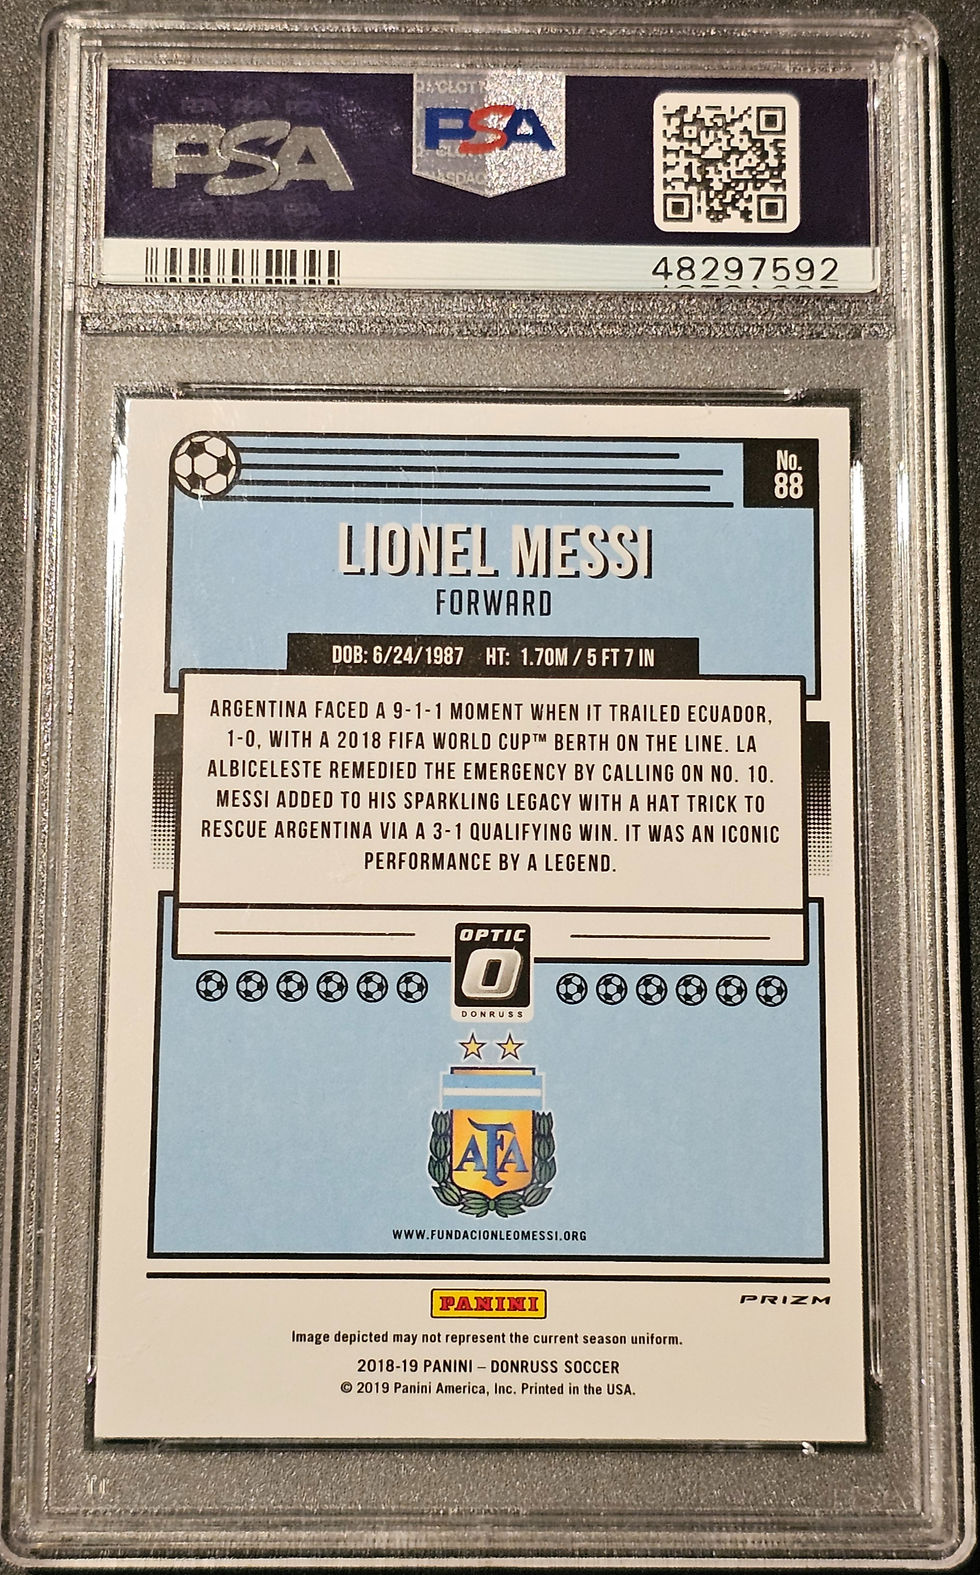 PSA
PSA
48297592
No.
88
LIONEL MESSI
FORWARD
DOB: 6/24/1987 HT: 1.70M / 5 FT 7 IN
ARGENTINA FACED A 9-1-1 MOMENT WHEN IT TRAILED ECUADOR,
1-0, WITH A 2018 FIFA WORLD CUP™ BERTH ON THE LINE. LA
ALBICELESTE REMEDIED THE EMERGENCY BY CALLING ON NO. 10.
MESSI ADDED TO HIS SPARKLING LEGACY WITH A HAT TRICK TO
RESCUE ARGENTINA VIA A 3-1 QUALIFYING WIN. IT WAS AN ICONIC
PERFORMANCE BY A LEGEND.
OPTIC
O
DONRUSS
AFA
WWW.FUNDACIONLEOMESSI.ORG
PANINI
PRIZM
Image depicted may not represent the current season uniform.
2018-19 PANINI – DONRUSS SOCCER
© 2019 Panini America, Inc. Printed in the USA.